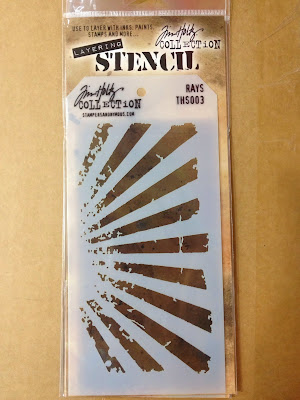 USE TO LAYER WITH INKS, PAINTS,
STAMPS AND MORE...
Tim Holtz
COLLECTION
LAYERING
STENCIL
Tim Holtz
COLLECTION
STAMPERSANONYMOUS.COM
RAYS
THS003